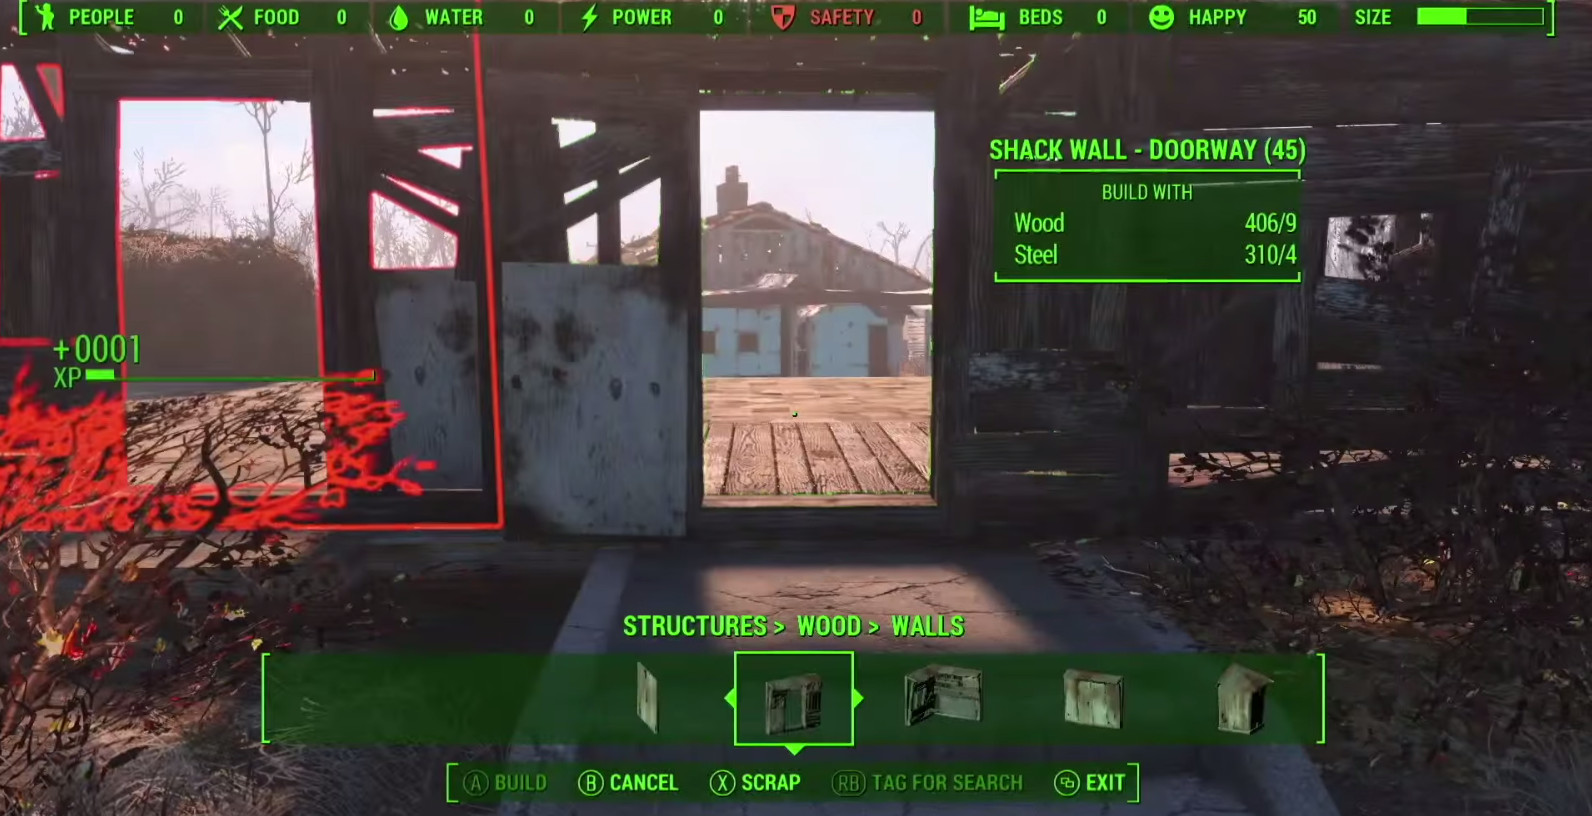 PEOPLE 0 FOOD 0 WATER 0 POWER 0 SAFETY 0 BEDS 0 HAPPY 50 SIZE
SHACK WALL - DOORWAY (45)
BUILD WITH
Wood 406/9
Steel 310/4
+0001
XP
STRUCTURES > WOOD > WALLS
A BUILD B CANCEL X SCRAP RB TAG FOR SEARCH EXIT